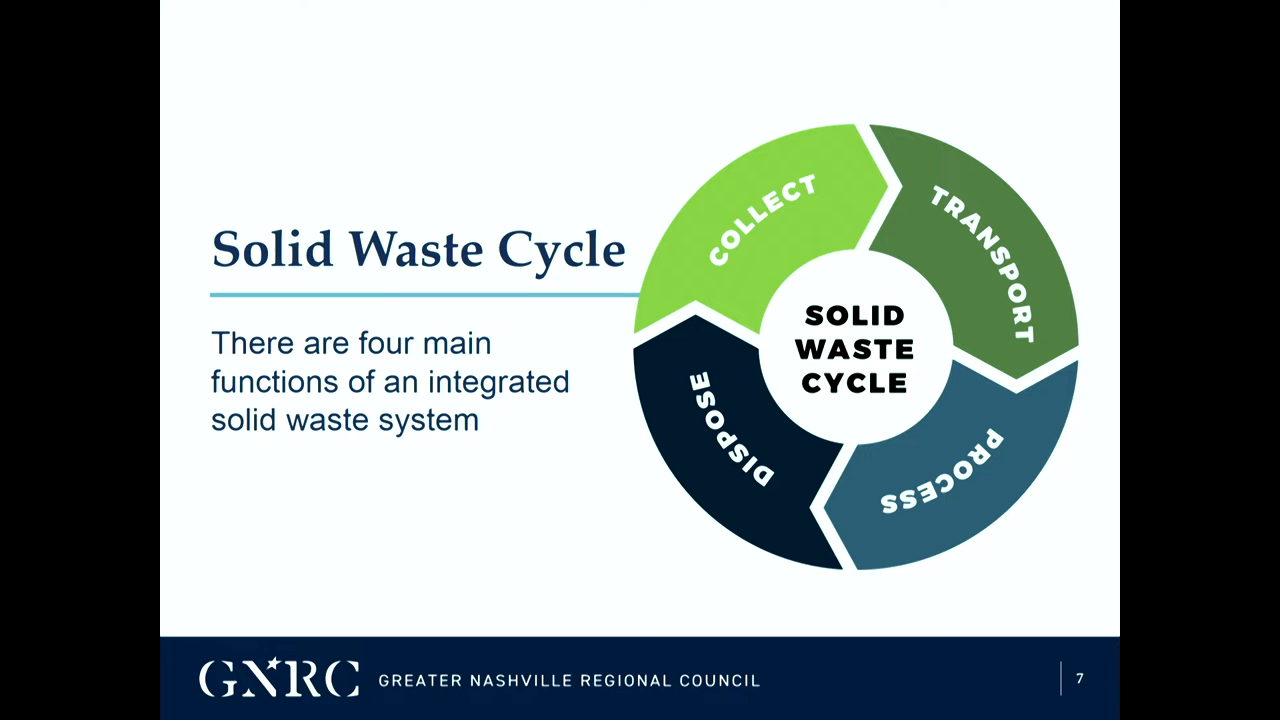 Solid Waste Cycle
There are four main
functions of an integrated
solid waste system
COLLECT
TRANSPORT
PROCESS
DISPOSE
SOLID
WASTE
CYCLE
GNRC
GREATER NASHVILLE REGIONAL COUNCIL
7